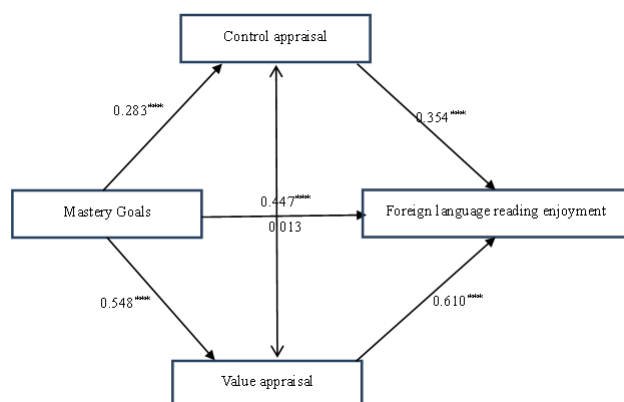 Control appraisal
0.283***
0.354***
Mastery Goals
0.447***
0.013
Foreign language reading enjoyment
0.548***
0.610***
Value appraisal